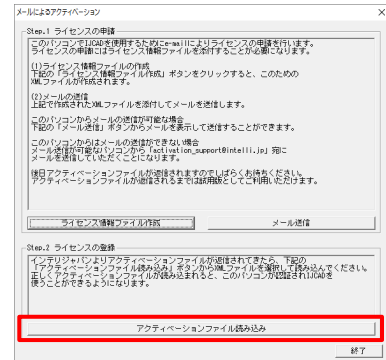 メールによるアクティベーション
Step.1 ライセンスの申請
このパソコンでIJCADを使用するためにe-mailによりライセンスの申請を行います。
ライセンスの申請にはライセンス情報ファイルを添付することが必要になります。
(1)ライセンス情報ファイルの作成
下記の「ライセンス情報ファイル作成」ボタンをクリックすると、このための
XMLファイルが作成されます。
(2)メールの送信
上記で作成されたXMLファイルを添付してメールを送信します。
このパソコンからメールの送信が可能な場合
下記の「メール送信」ボタンからメールを表示して送信することができます。
このパソコンからはメールの送信ができない場合
メール送信が可能なパソコンから「activation_support@intelli.jp」宛に
メールを送信していただくことになります。
後日アクティベーションファイルが返信されますのでしばらくお待ちください。
アクティベーションファイルが返信されるまでは試用版としてご利用いただけます。
ライセンス情報ファイル作成
メール送信
Step.2 ライセンスの登録
インテリジャパンよりアクティベーションファイルが返信されてきたら、下記の
「アクティベーションファイル読み込み」ボタンからXMLファイルを選択して読み込んでください。
正しくアクティベーションファイルが読み込まれると、このパソコンが認証されIJCADを
使うことができるようになります。
アクティベーションファイル読み込み
終了